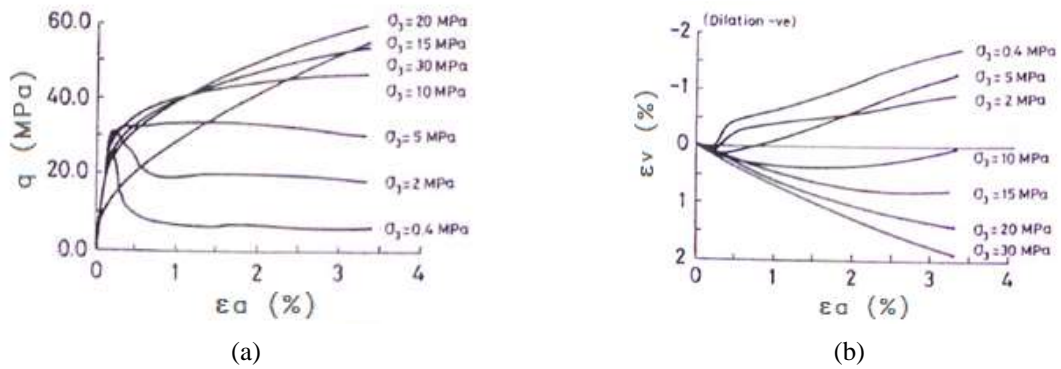 60.0
40.0
20.0
0.0
q (MPa)
σ3=20 MPa
σ3=15 MPa
σ3=30 MPa
σ3=10 MPa
σ3=5 MPa
σ3=2 MPa
σ3=0.4 MPa
0 1 2 3 4
εa (%)
(a)
(Dilation -ve)
-2
-1
0
1
2
εv (%)
σ3=0.4 MPa
σ3=5 MPa
σ3=2 MPa
σ3=10 MPa
σ3=15 MPa
σ3=20 MPa
σ3=30 MPa
0 1 2 3 4
εa (%)
(b)